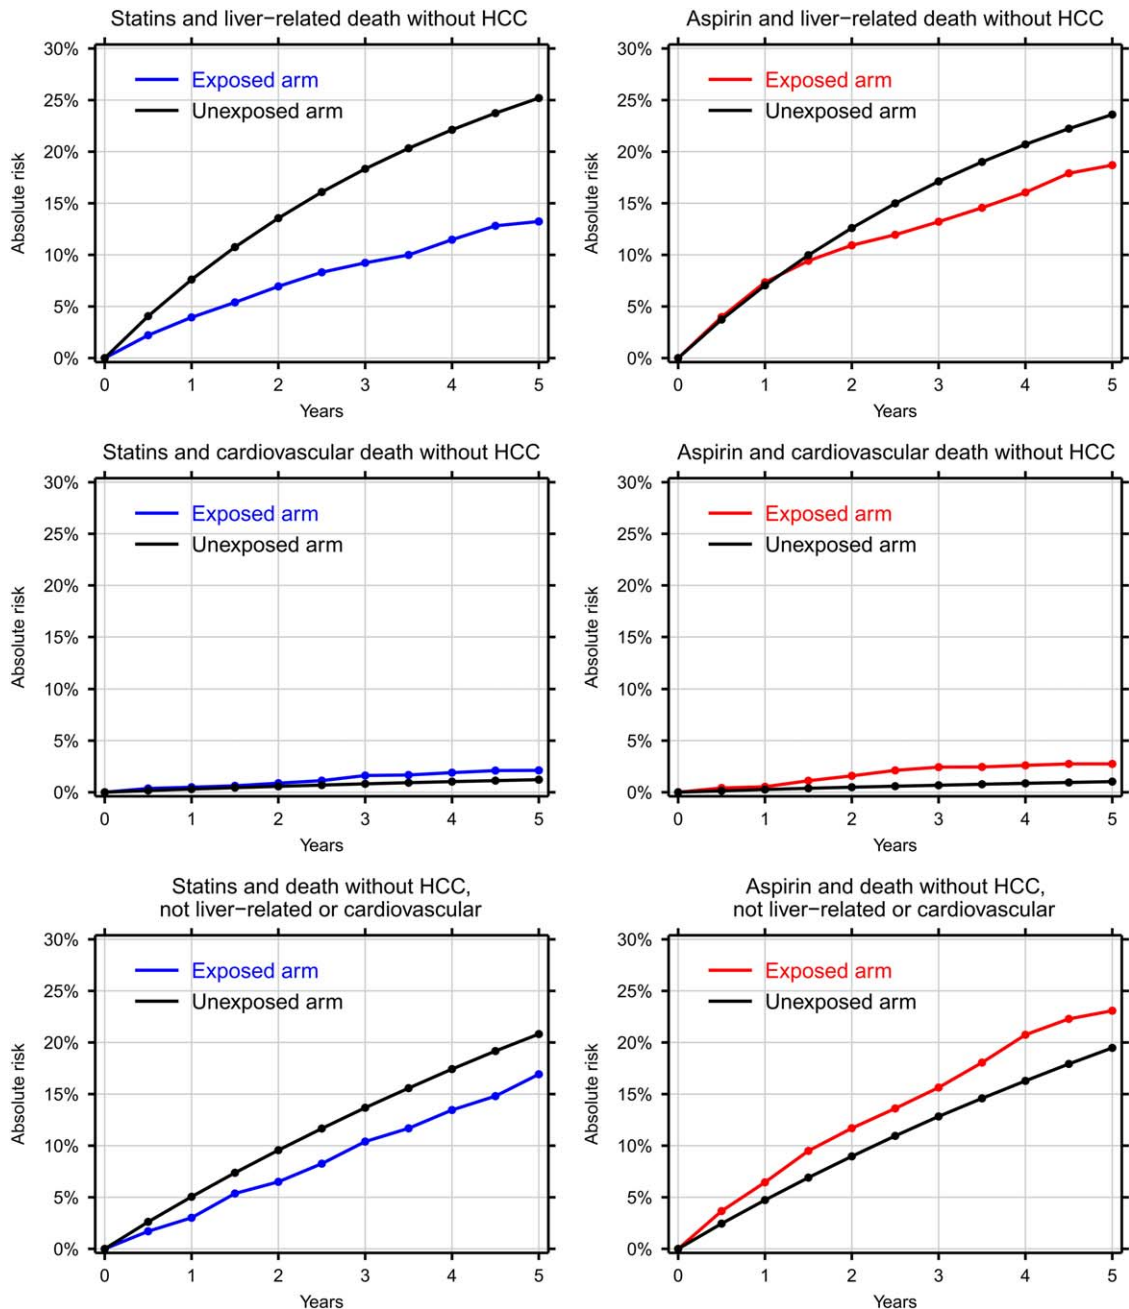 Statins and liver−related death without HCC
30%
25%
20%
15%
10%
5%
0%
Absolute risk
Exposed arm
Unexposed arm
0 1 2 3 4 5
Years
Aspirin and liver−related death without HCC
30%
25%
20%
15%
10%
5%
0%
Absolute risk
Exposed arm
Unexposed arm
0 1 2 3 4 5
Years
Statins and cardiovascular death without HCC
30%
25%
20%
15%
10%
5%
0%
Absolute risk
Exposed arm
Unexposed arm
0 1 2 3 4 5
Years
Aspirin and cardiovascular death without HCC
30%
25%
20%
15%
10%
5%
0%
Absolute risk
Exposed arm
Unexposed arm
0 1 2 3 4 5
Years
Statins and death without HCC,
not liver−related or cardiovascular
30%
25%
20%
15%
10%
5%
0%
Absolute risk
Exposed arm
Unexposed arm
0 1 2 3 4 5
Years
Aspirin and death without HCC,
not liver−related or cardiovascular
30%
25%
20%
15%
10%
5%
0%
Absolute risk
Exposed arm
Unexposed arm
0 1 2 3 4 5
Years